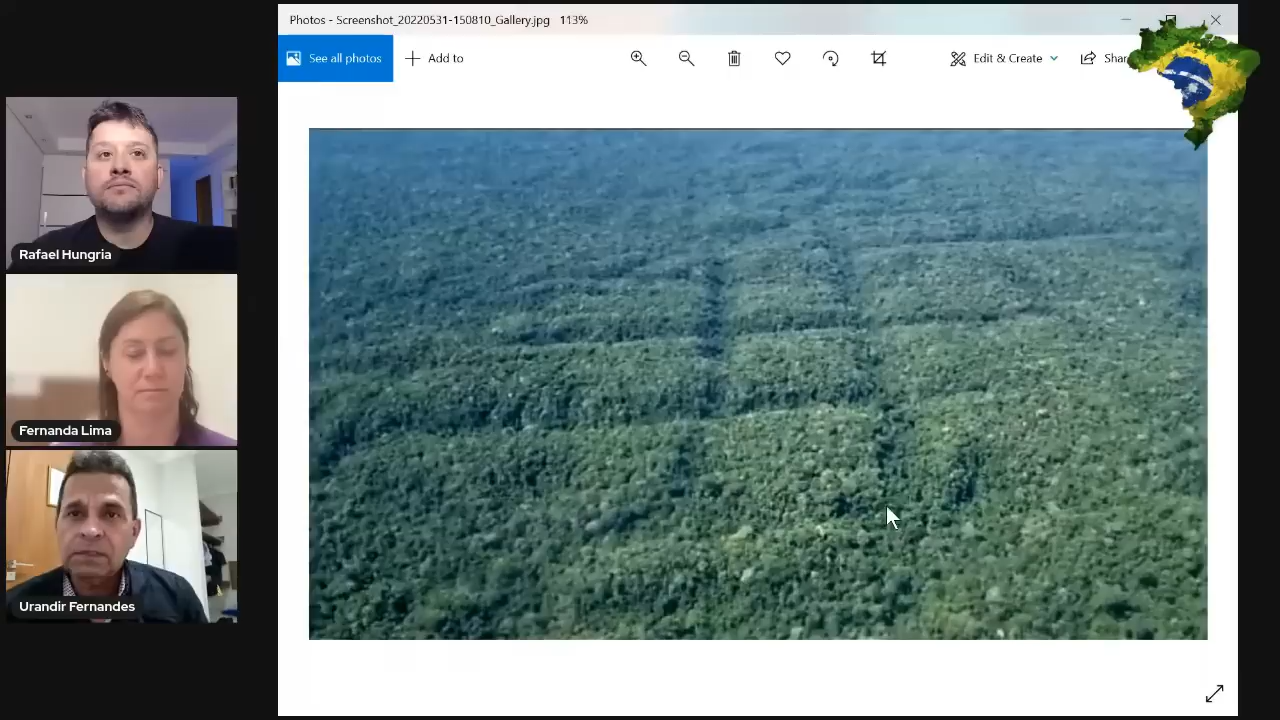 Photos - Screenshot_20220531-150810_Gallery.jpg 113%
See all photos
Add to
Edit & Create
Shar
Rafael Hungria
Fernanda Lima
Urandir Fernandes